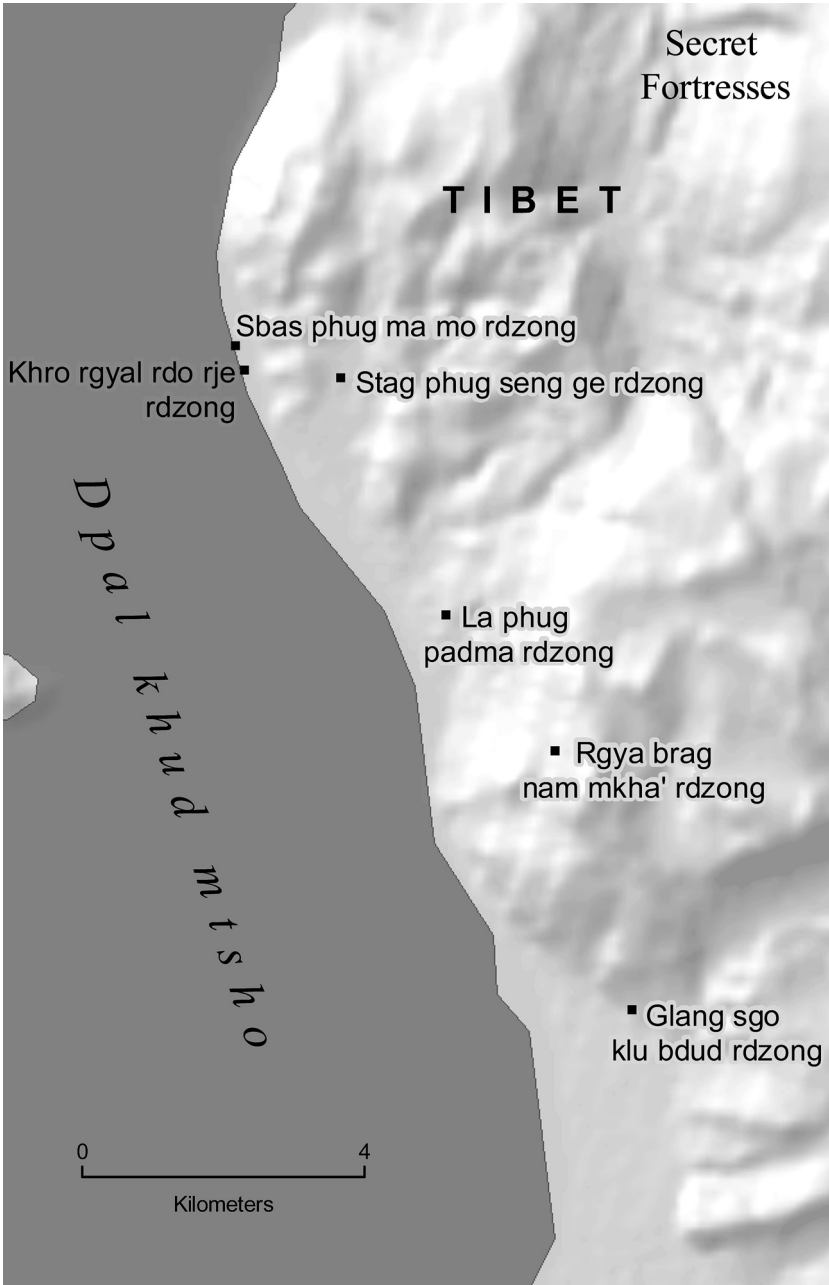 Secret
Fortresses
TIBET
Sbas phug ma mo rdzong
Khro rgyal rdo rje
rdzong
Stag phug seng ge rdzong
Dpal khud mtsho
La phug
padma rdzong
Rgya brag
nam mkha' rdzong
Glang sgo
klu bdud rdzong
0 4
Kilometers